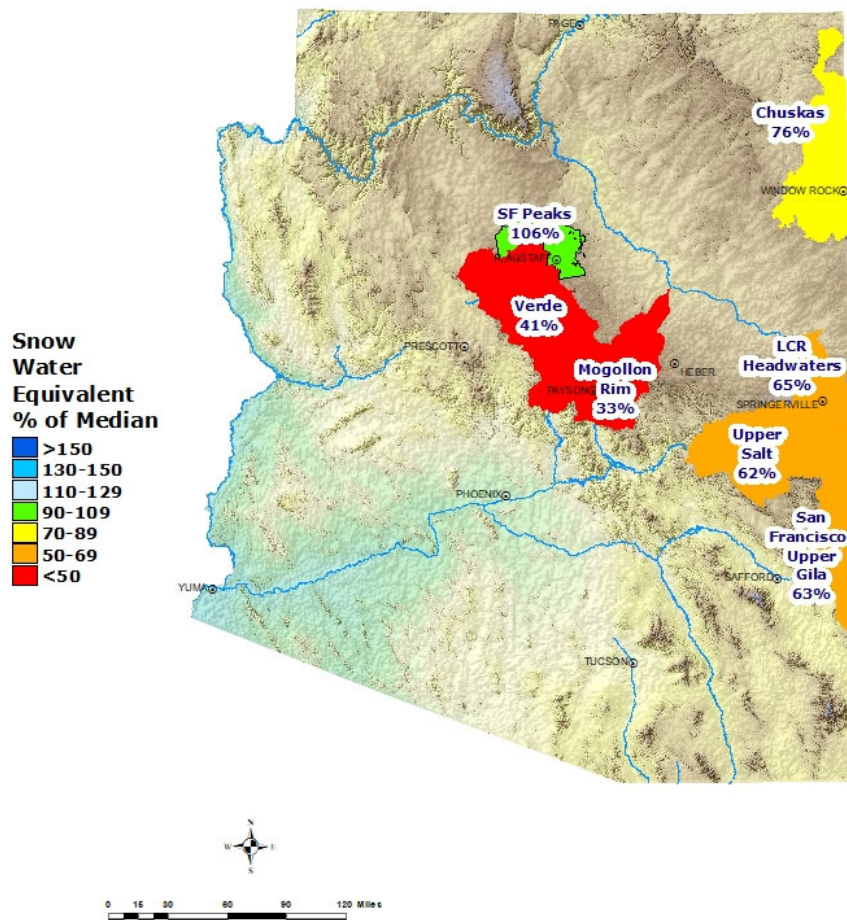 PAGE
Chuskas
76%
WINDOW ROCK
SF Peaks
106%
FLAGSTAFF
Verde
41%
PRESCOTT
Mogollon
Rim
33%
PAYSON
HEBER
LCR
Headwaters
65%
SPRINGERVILLE
Upper
Salt
62%
PHOENIX
San
Francisco
Upper
Gila
63%
SAFFORD
YUMA
TUCSON
Snow
Water
Equivalent
% of Median
>150
130-150
110-129
90-109
70-89
50-69
<50
N
W E
S
0 15 30 60 90 120 Miles